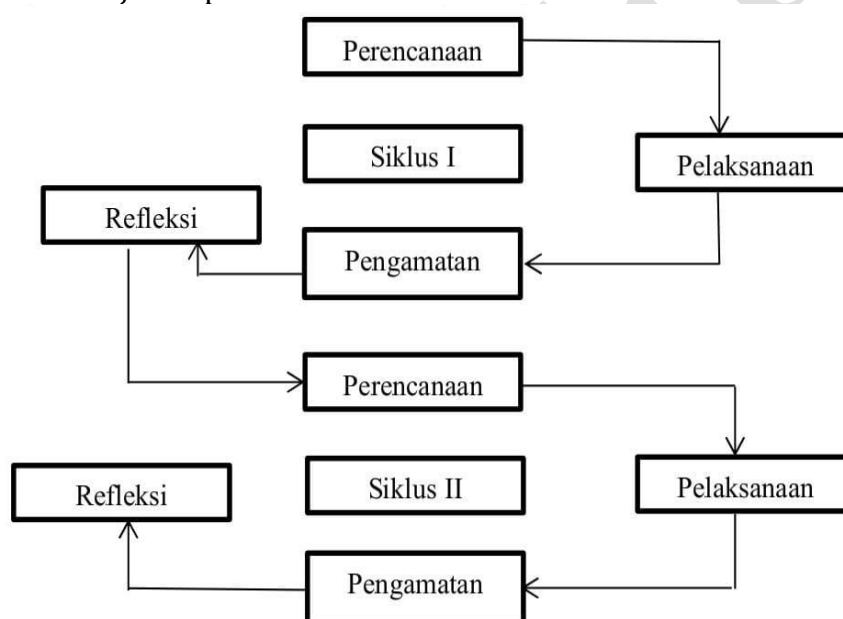 Perencanaan
Siklus I
Pelaksanaan
Refleksi
Pengamatan
Perencanaan
Siklus II
Pelaksanaan
Refleksi
Pengamatan